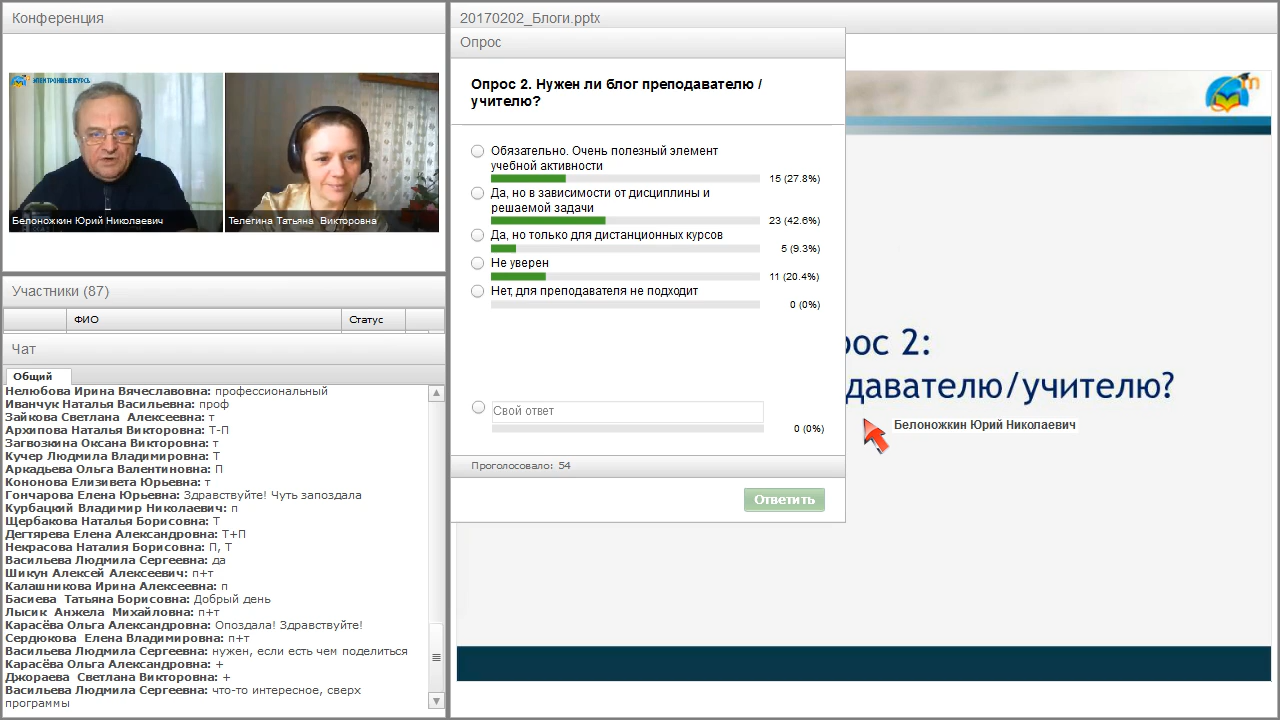 Конференция
Белоножкин Юрий Николаевич
Телегина Татьяна Викторовна
Участники (87)
ФИО
Статус
Чат
Общий
Нелюбова Ирина Вячеславовна: профессиональный
Иванчук Наталья Васильевна: проф
Зайкова Светлана Алексеевна: т
Архипова Наталья Викторовна: Т-П
Загвозкина Оксана Викторовна: т
Кучер Людмила Владимировна: Т
Аркадьева Ольга Валентиновна: П
Кононова Елизивета Юрьевна: т
Гончарова Елена Юрьевна: Здравствуйте! Чуть запоздала
Курбацкий Владимир Николаевич: п
Щербакова Наталья Борисовна: Т
Дегтярева Елена Александровна: Т+П
Некрасова Наталия Борисовна: П, Т
Васильева Людмила Сергеевна: да
Шикун Алексей Алексеевич: п+т
Калашникова Ирина Алексеевна: п
Басиева Татьяна Борисовна: Добрый день
Лысик Анжела Михайловна: п+т
Карасёва Ольга Александровна: Опоздала! Здравствуйте!
Сердюкова Елена Владимировна: п+т
Васильева Людмила Сергеевна: нужен, если есть чем поделиться
Карасёва Ольга Александровна: +
Джораева Светлана Викторовна: +
Васильева Людмила Сергеевна: что-то интересное, сверх
программы
20170202_Блоги.pptx
Опрос
Опрос 2. Нужен ли блог преподавателю /
учителю?
Обязательно. Очень полезный элемент
учебной активности
15 (27.8%)
Да, но в зависимости от дисциплины и
решаемой задачи
23 (42.6%)
Да, но только для дистанционных курсов
5 (9.3%)
Не уверен
11 (20.4%)
Нет, для преподавателя не подходит
0 (0%)
Свой ответ
0 (0%)
Проголосовало: 54
Ответить
рос 2:
давателю/учителю?
Белоножкин Юрий Николаевич